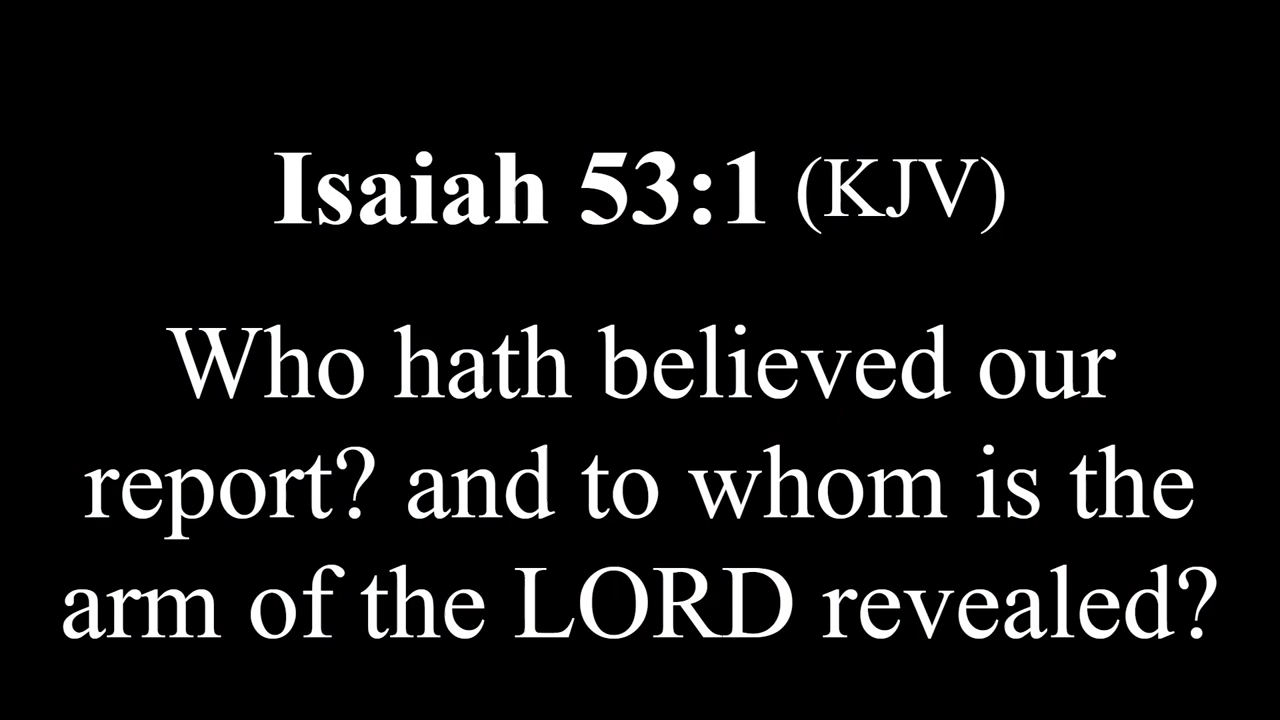 Isaiah 53:1 (KJV)
Who hath believed our
report? and to whom is the
arm of the LORD revealed?